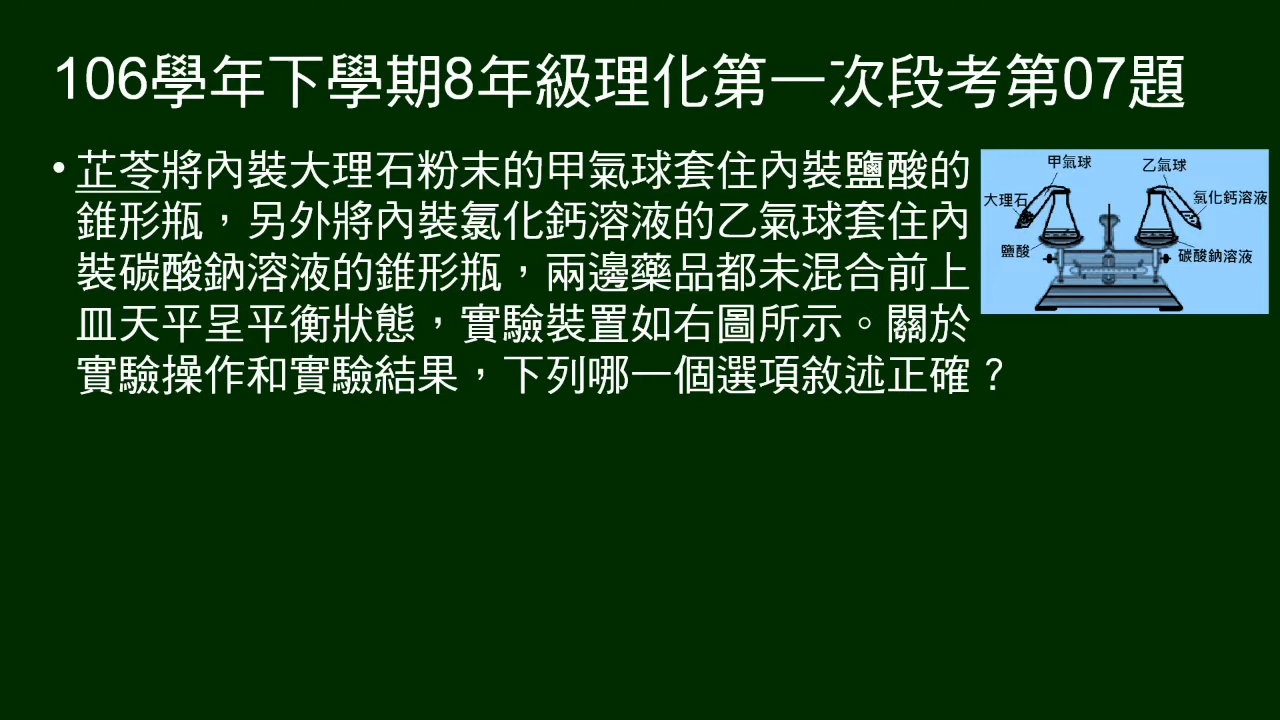 106學年下學期8年級理化第一次段考第07題
• 芷苓將內裝大理石粉末的甲氣球套住內裝鹽酸的
錐形瓶，另外將內裝氯化鈣溶液的乙氣球套住內
裝碳酸鈉溶液的錐形瓶，兩邊藥品都未混合前上
皿天平呈平衡狀態，實驗裝置如右圖所示。關於
實驗操作和實驗結果，下列哪一個選項敘述正確？
甲氣球
乙氣球
大理石
氯化鈣溶液
鹽酸
碳酸鈉溶液